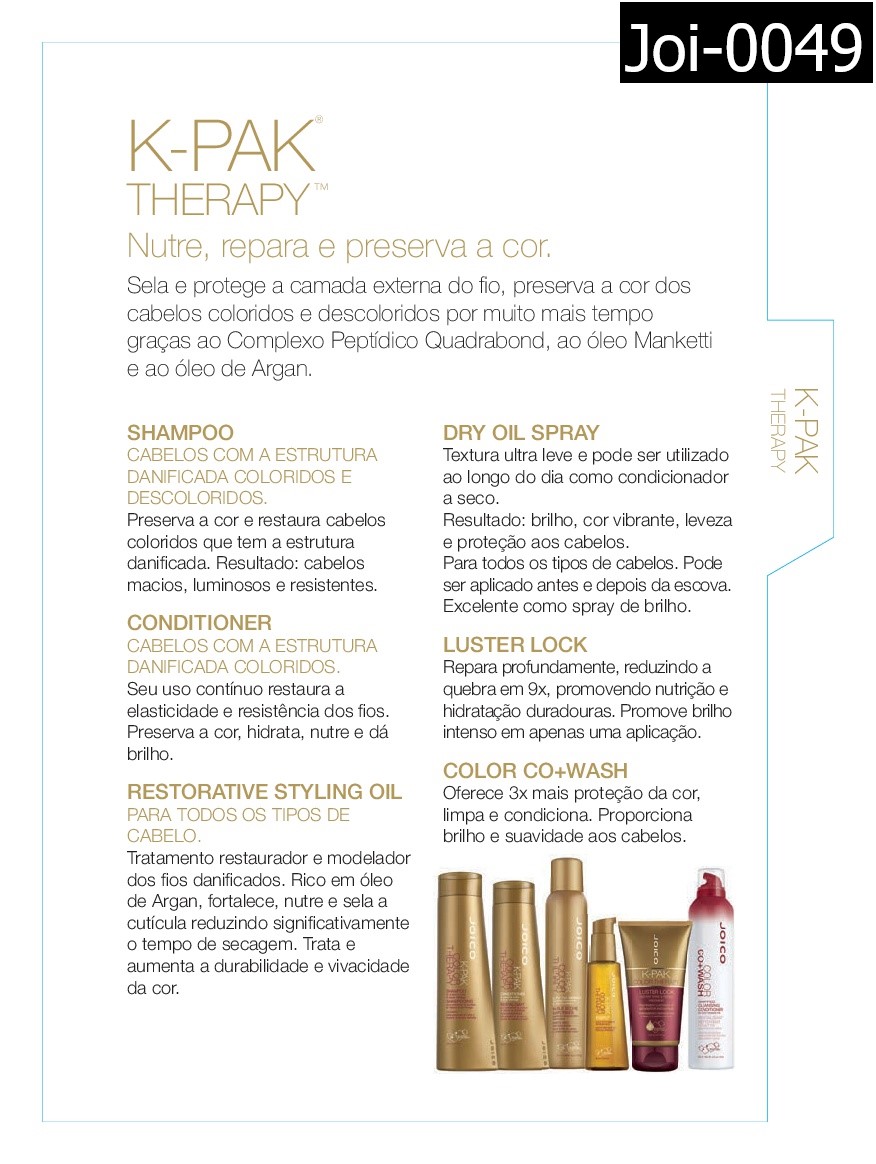 Joi-0049
K-PAK®
THERAPY™
Nutre, repara e preserva a cor.
Sela e protege a camada externa do fio, preserva a cor dos
cabelos coloridos e descoloridos por muito mais tempo
graças ao Complexo Peptídico Quadrabond, ao óleo Manketti
e ao óleo de Argan.
K-PAK
THERAPY
SHAMPOO
CABELOS COM A ESTRUTURA
DANIFICADA COLORIDOS E
DESCOLORIDOS.
Preserva a cor e restaura cabelos
coloridos que tem a estrutura
danificada. Resultado: cabelos
macios, luminosos e resistentes.
CONDITIONER
CABELOS COM A ESTRUTURA
DANIFICADA COLORIDOS.
Seu uso contínuo restaura a
elasticidade e resistência dos fios.
Preserva a cor, hidrata, nutre e dá
brilho.
RESTORATIVE STYLING OIL
PARA TODOS OS TIPOS DE
CABELO.
Tratamento restaurador e modelador
dos fios danificados. Rico em óleo
de Argan, fortalece, nutre e sela a
cutícula reduzindo significativamente
o tempo de secagem. Trata e
aumenta a durabilidade e vivacidade
da cor.
DRY OIL SPRAY
Textura ultra leve e pode ser utilizado
ao longo do dia como condicionador
a seco.
Resultado: brilho, cor vibrante, leveza
e proteção aos cabelos.
Para todos os tipos de cabelos. Pode
ser aplicado antes e depois da escova.
Excelente como spray de brilho.
LUSTER LOCK
Repara profundamente, reduzindo a
quebra em 9x, promovendo nutrição e
hidratação duradouras. Promove brilho
intenso em apenas uma aplicação.
COLOR CO+WASH
Oferece 3x mais proteção da cor,
limpa e condiciona. Proporciona
brilho e suavidade aos cabelos.
JOICO
JOICO
K-PAK
LUSTER LOCK
JOICO
COLOR
CO+WASH